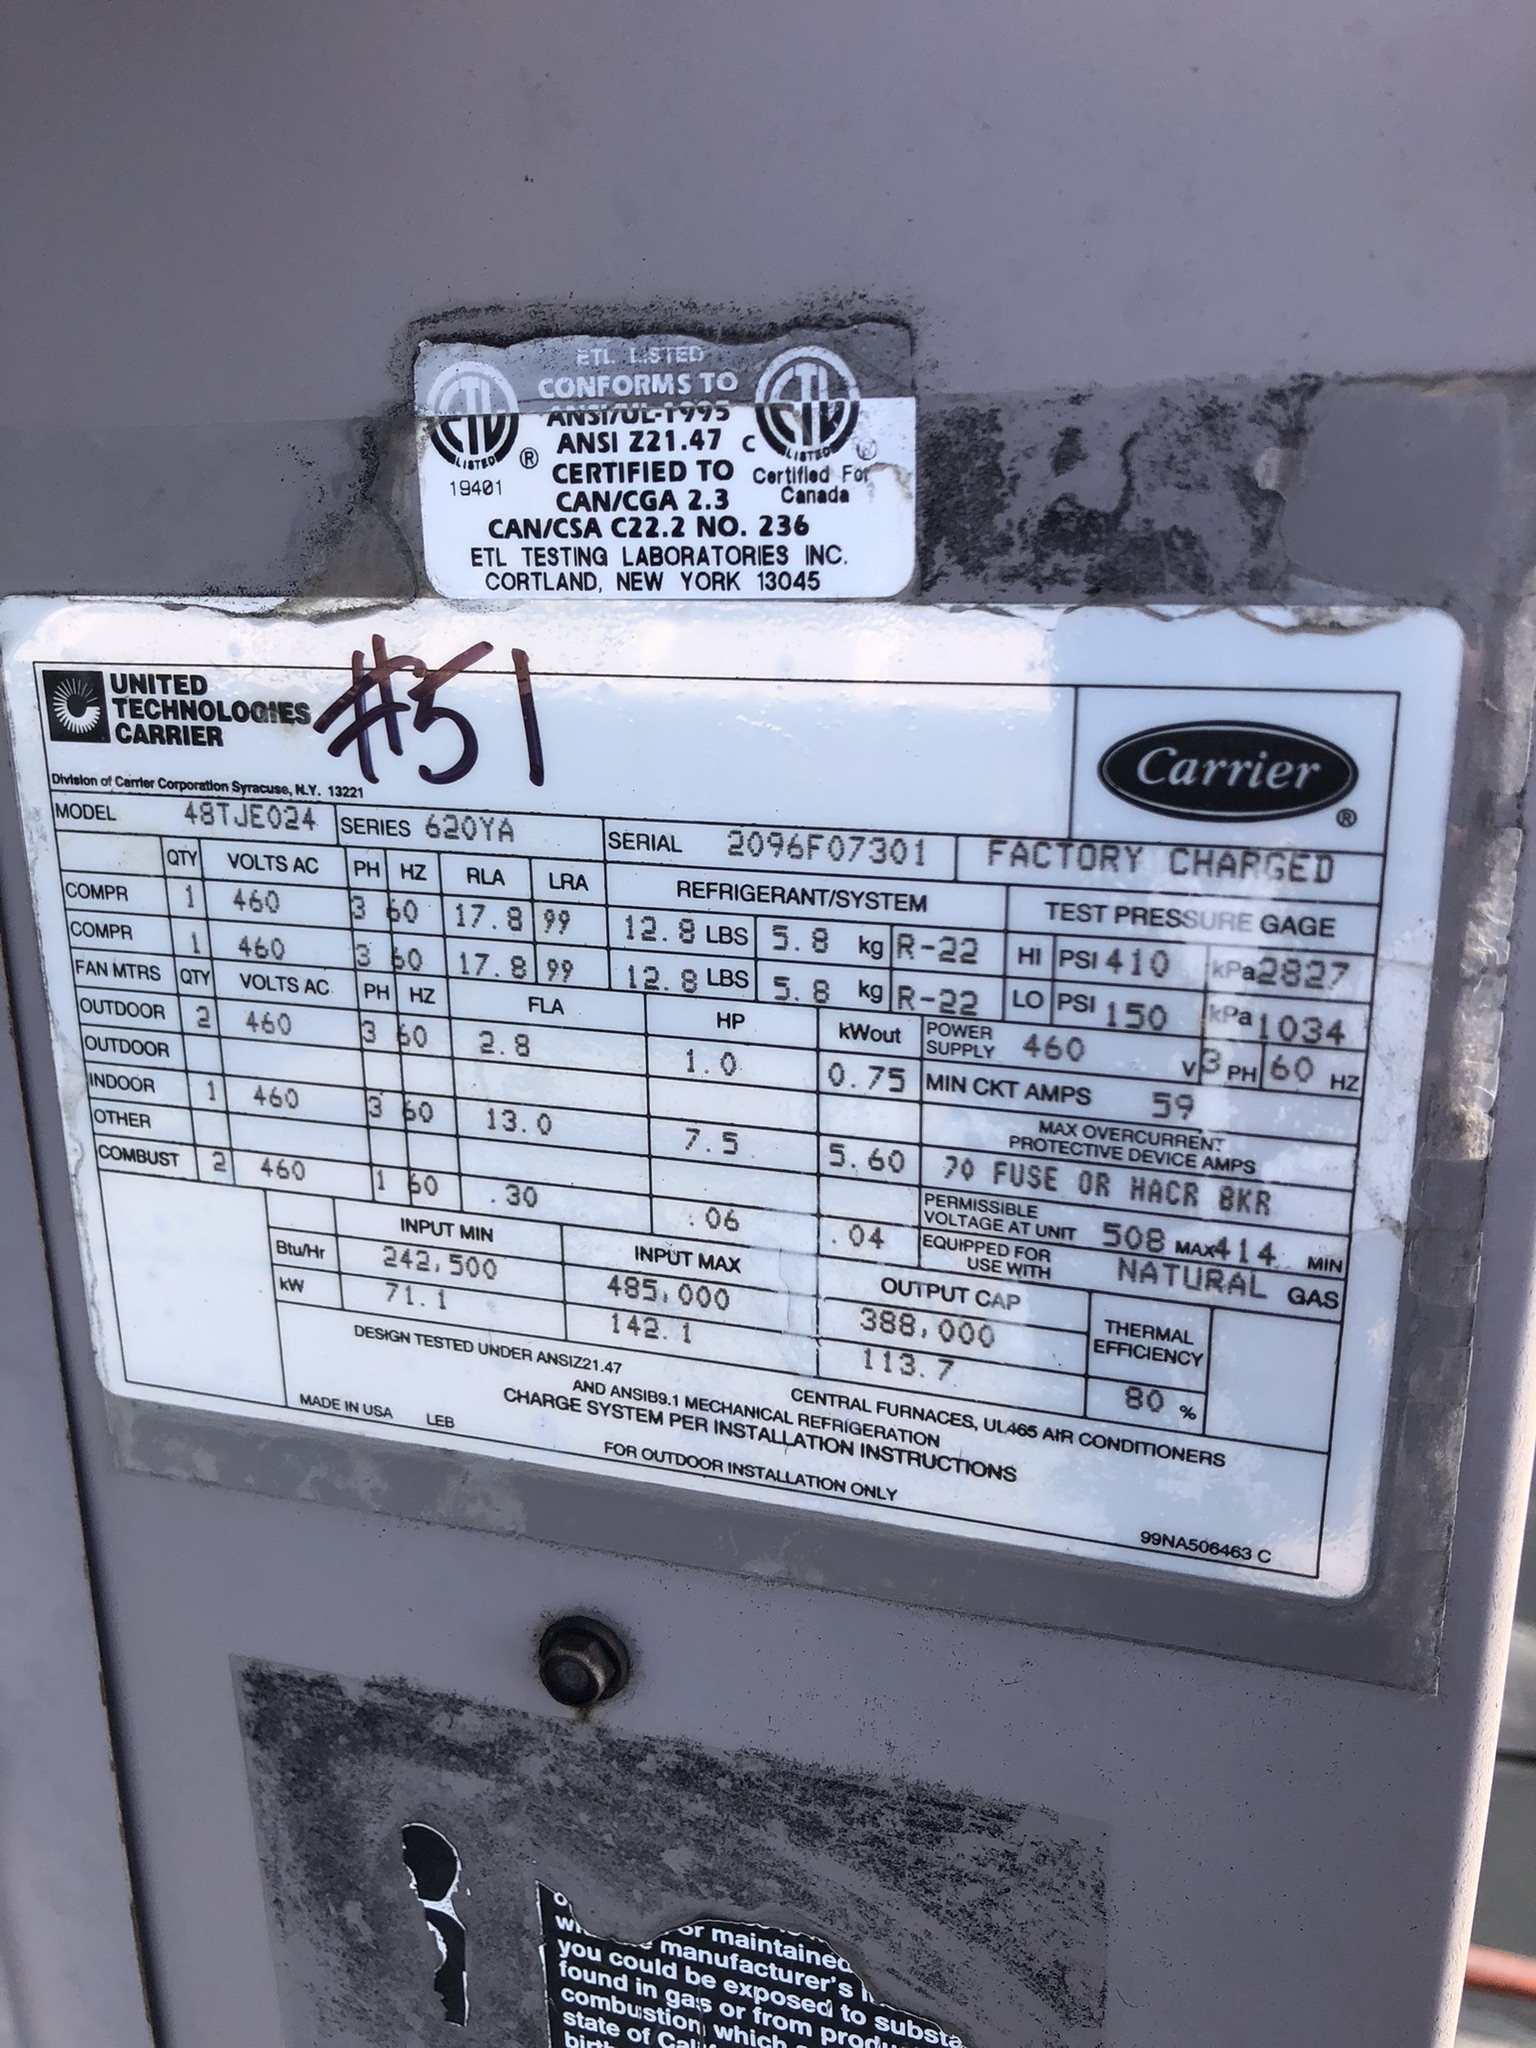 ETL LISTED
CONFORMS TO
ANSI/UL-1995
ANSI Z21.47
CERTIFIED TO
CAN/CGA 2.3
CAN/CSA C22.2 NO. 236
ETL TESTING LABORATORIES INC.
CORTLAND, NEW YORK 13045
ETL LISTED ®
19401
C ETL LISTED ®
Certified For
Canada
#51
UNITED
TECHNOLOGIES
CARRIER
Division of Carrier Corporation Syracuse, N.Y. 13221
Carrier ®
MODEL 48TJE024 SERIES 620YA SERIAL 2096F07301 FACTORY CHARGED
QTY VOLTS AC PH HZ RLA LRA REFRIGERANT/SYSTEM TEST PRESSURE GAGE
COMPR 1 460 3 60 17.8 99 12.8 LBS 5.8 kg R-22 HI PSI 410 kPa 2827
COMPR 1 460 3 60 17.8 99 12.8 LBS 5.8 kg R-22 LO PSI 150 kPa 1034
FAN MTRS QTY VOLTS AC PH HZ FLA HP kWout POWER SUPPLY 460 V 3 PH 60 HZ
OUTDOOR 2 460 3 60 2.8 1.0 0.75 MIN CKT AMPS 59
OUTDOOR
MAX OVERCURRENT
PROTECTIVE DEVICE AMPS
INDOOR 1 460 3 60 13.0 7.5 5.60 70 FUSE OR HACR BKR
OTHER
PERMISSIBLE
VOLTAGE AT UNIT 508 MAX 414 MIN
COMBUST 2 460 1 60 .30 .06 .04 EQUIPPED FOR
USE WITH NATURAL GAS
INPUT MIN INPUT MAX OUTPUT CAP THERMAL
EFFICIENCY
Btu/Hr 242,500 485,000 388,000
kW 71.1 142.1 113.7 80 %
DESIGN TESTED UNDER ANSIZ21.47 CENTRAL FURNACES, UL465 AIR CONDITIONERS
AND ANSIB9.1 MECHANICAL REFRIGERATION
CHARGE SYSTEM PER INSTALLATION INSTRUCTIONS
MADE IN USA LEB
FOR OUTDOOR INSTALLATION ONLY
99NA506463 C
or maintained
manufacturer's
you could be exposed to
found in gas or from
combustion which
state of